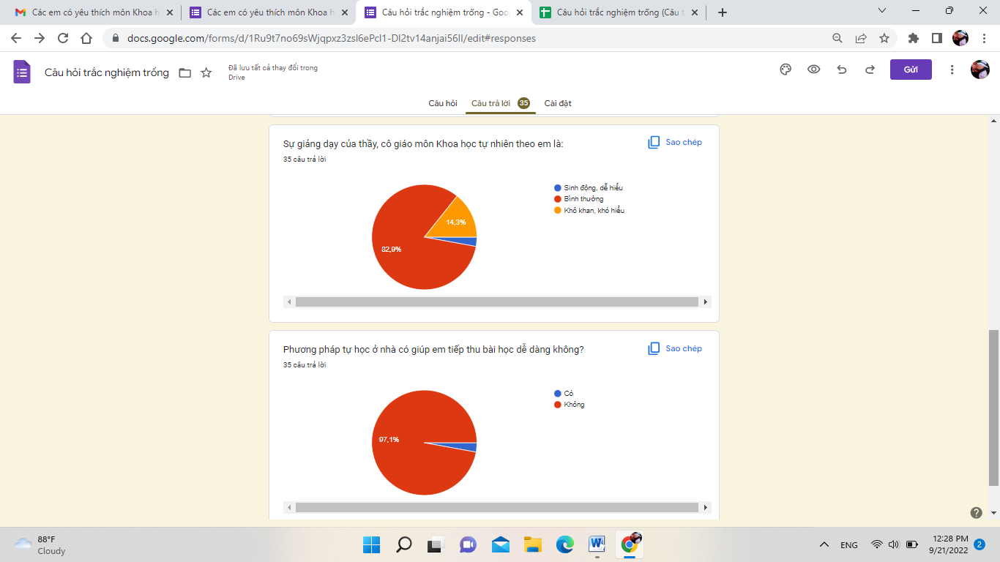 Các em có yêu thích môn Khoa h
Các em có yêu thích môn Khoa h
Câu hỏi trắc nghiệm trống - Goo
Câu hỏi trắc nghiệm trống (Câu t
docs.google.com/forms/d/1Ru9t7no69sWjqpxz3zsl6ePcl1-Dl2tv14anjai56II/edit#responses
Câu hỏi trắc nghiệm trống
Đã lưu tất cả thay đổi trong
Drive
Gửi
Câu hỏi
Câu trả lời 35
Cài đặt
Sự giảng dạy của thầy, cô giáo môn Khoa học tự nhiên theo em là:
Sao chép
35 câu trả lời
Sinh động, dễ hiểu
Bình thường
Khô khan, khó hiểu
14,3%
82,9%
Phương pháp tự học ở nhà có giúp em tiếp thu bài học dễ dàng không?
Sao chép
35 câu trả lời
Có
Không
97,1%
88°F
Cloudy
ENG
12:28 PM
9/21/2022
2